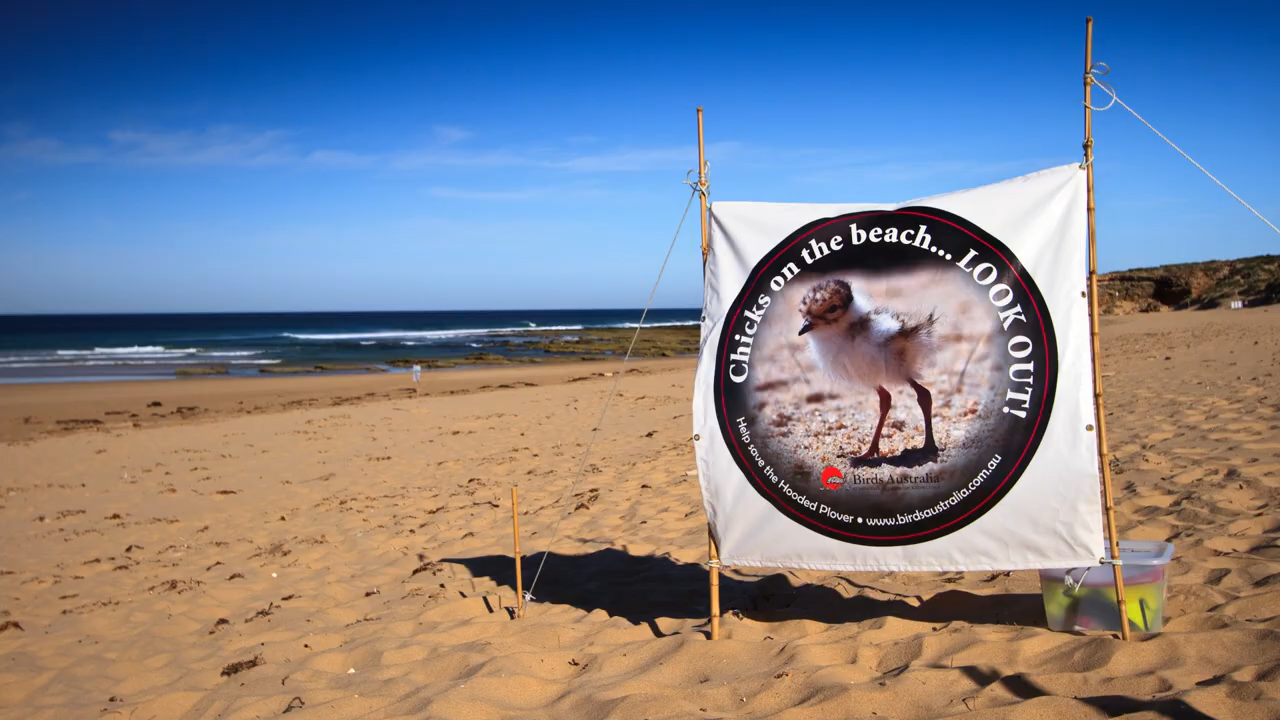 Chicks on the beach... LOOK OUT!
Birds Australia
Help save the Hooded Plover • www.birdsaustralia.com.au